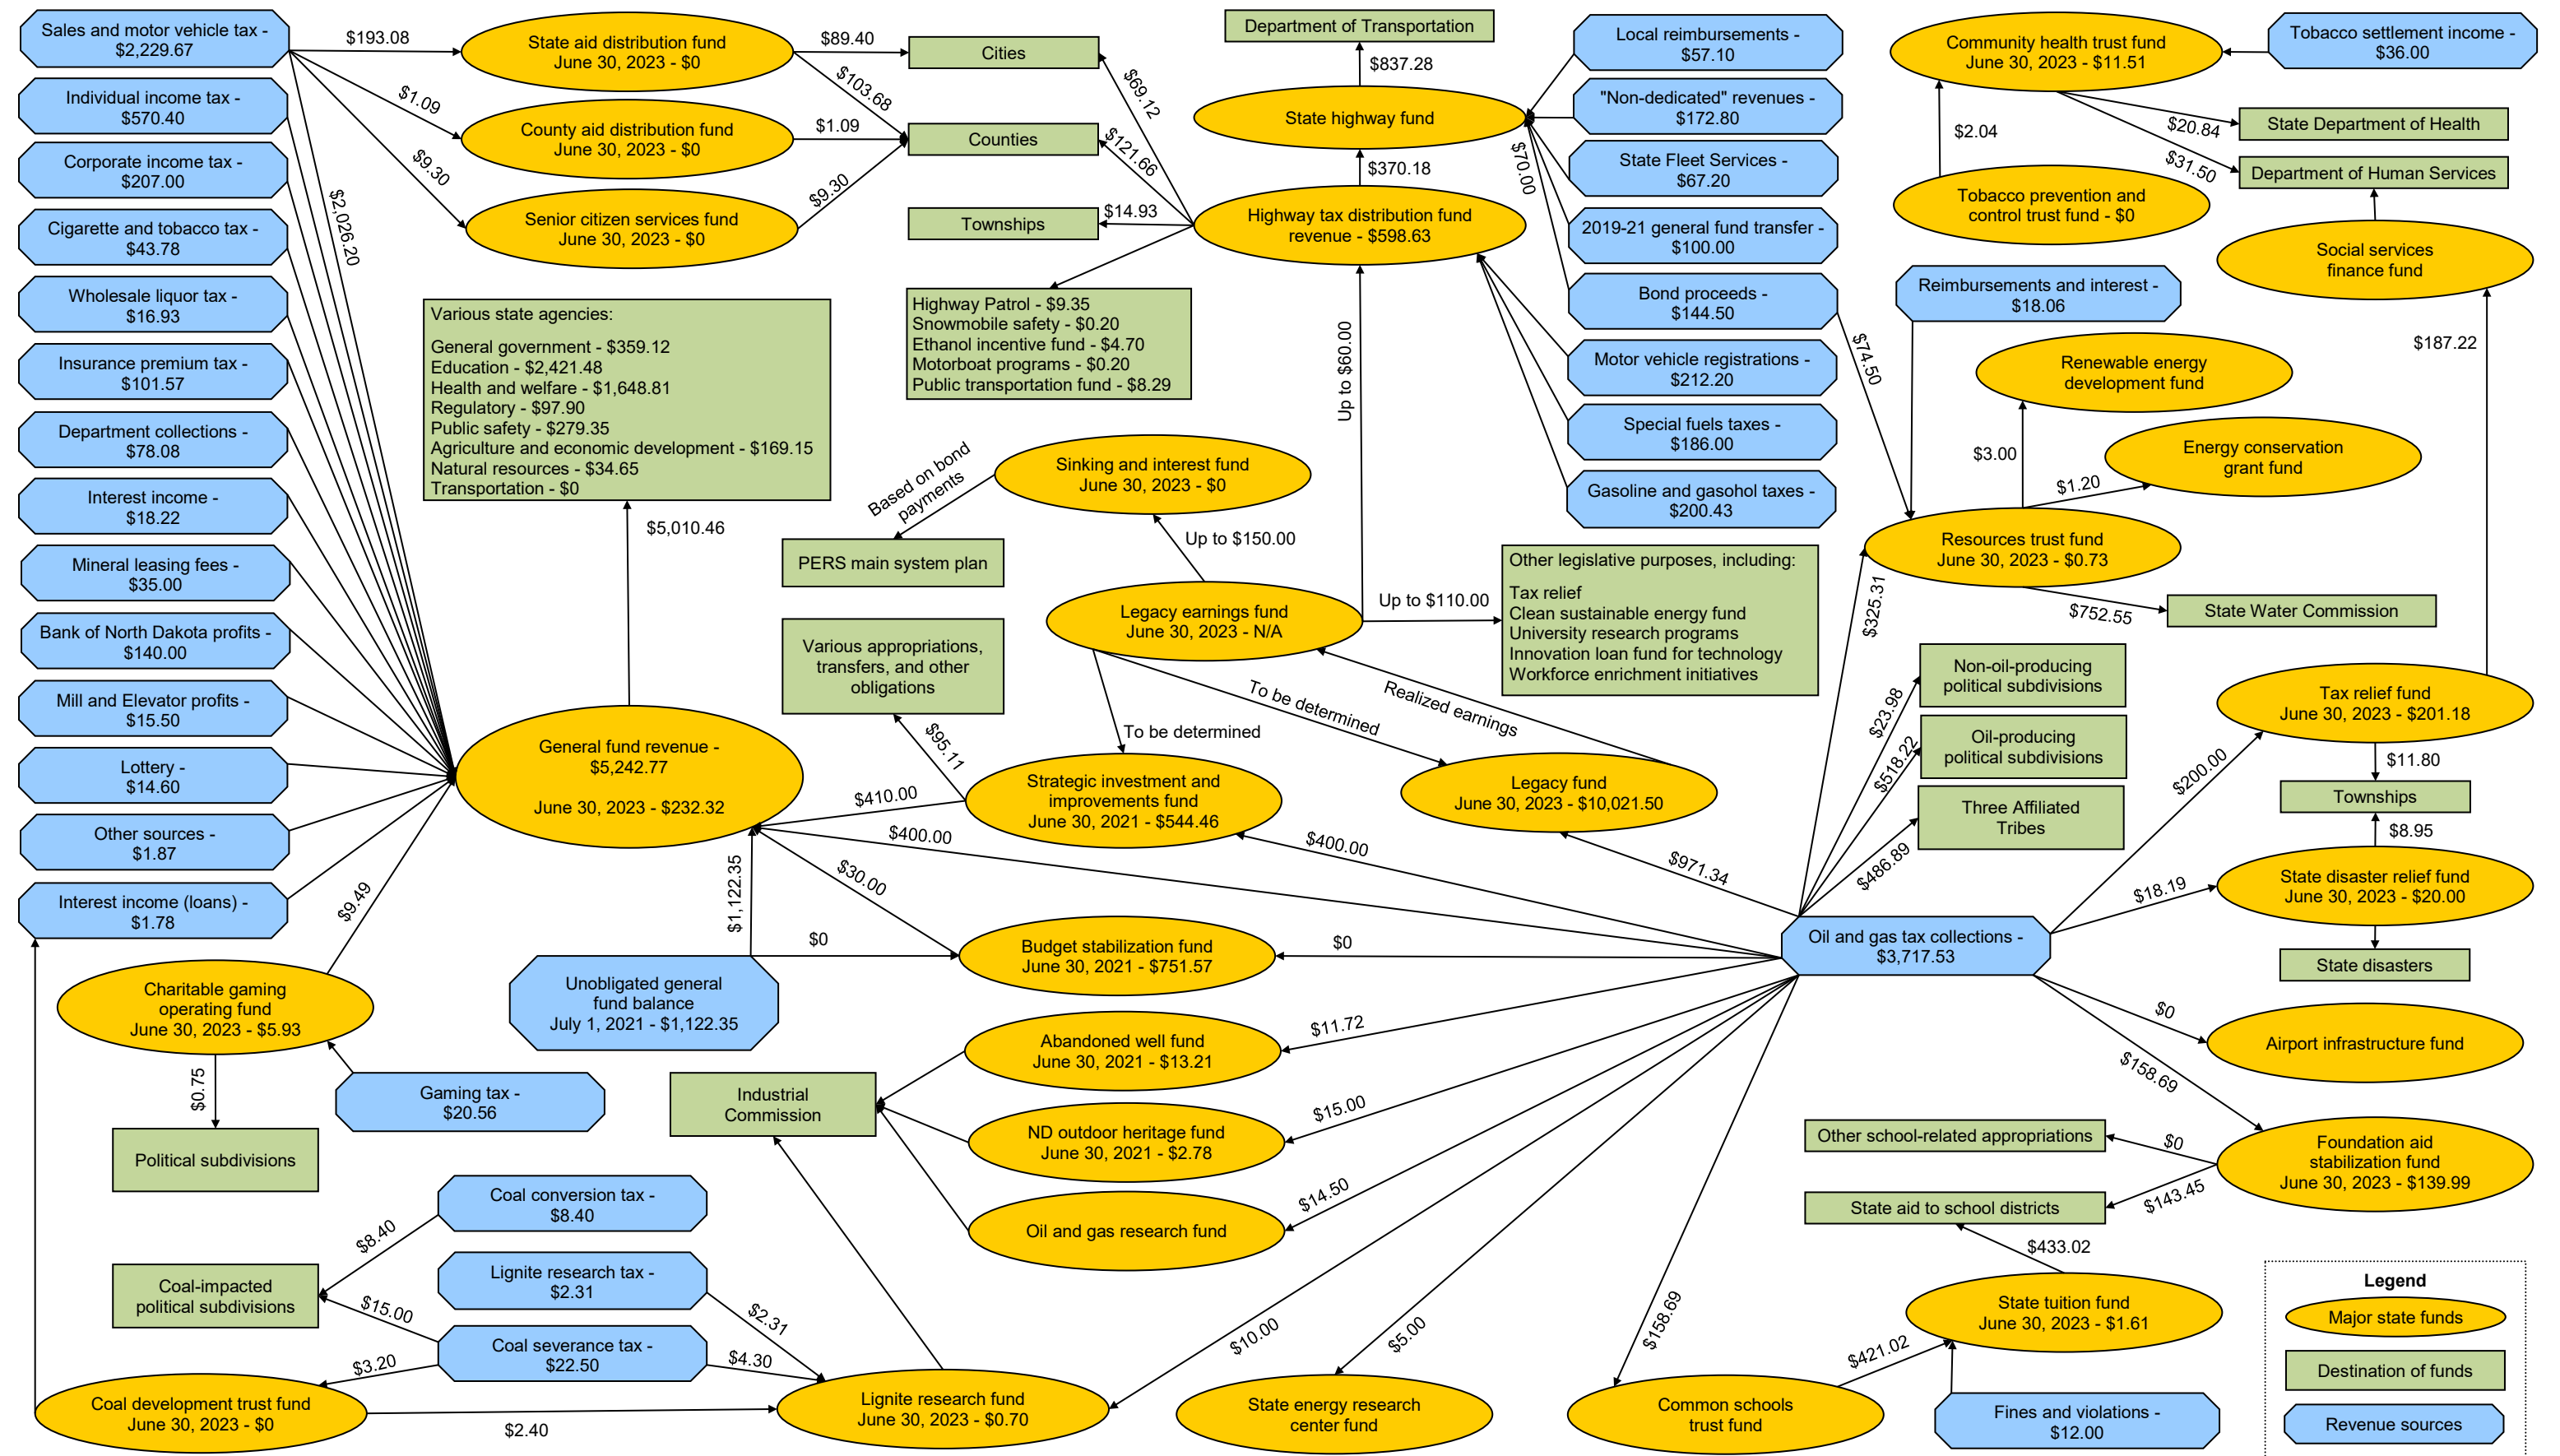 Sales and motor vehicle tax -
$2,229.67
Individual income tax -
$570.40
Corporate income tax -
$207.00
Cigarette and tobacco tax -
$43.78
Wholesale liquor tax -
$16.93
Insurance premium tax -
$101.57
Department collections -
$78.08
Interest income -
$18.22
Mineral leasing fees -
$35.00
Bank of North Dakota profits -
$140.00
Mill and Elevator profits -
$15.50
Lottery -
$14.60
Other sources -
$1.87
Interest income (loans) -
$1.78
$193.08
$1.09
$9.30
$2,026.20
State aid distribution fund
June 30, 2023 - $0
County aid distribution fund
June 30, 2023 - $0
Senior citizen services fund
June 30, 2023 - $0
$89.40
$103.68
$1.09
$9.30
Cities
Counties
Townships
$69.12
$121.66
$14.93
Department of Transportation
$837.28
State highway fund
$370.18
Highway tax distribution fund
revenue - $598.63
Highway Patrol - $9.35
Snowmobile safety - $0.20
Ethanol incentive fund - $4.70
Motorboat programs - $0.20
Public transportation fund - $8.29
Local reimbursements -
$57.10
"Non-dedicated" revenues -
$172.80
State Fleet Services -
$67.20
2019-21 general fund transfer -
$100.00
Bond proceeds -
$144.50
Motor vehicle registrations -
$212.20
Special fuels taxes -
$186.00
Gasoline and gasohol taxes -
$200.43
$70.00
$74.50
Up to $60.00
Community health trust fund
June 30, 2023 - $11.51
Tobacco settlement income -
$36.00
$2.04
$20.84
$31.50
State Department of Health
Department of Human Services
Tobacco prevention and
control trust fund - $0
Social services
finance fund
$187.22
Reimbursements and interest -
$18.06
Renewable energy
development fund
$3.00
Energy conservation
grant fund
$1.20
Resources trust fund
June 30, 2023 - $0.73
$752.55
State Water Commission
$325.31
Various state agencies:
General government - $359.12
Education - $2,421.48
Health and welfare - $1,648.81
Regulatory - $97.90
Public safety - $279.35
Agriculture and economic development - $169.15
Natural resources - $34.65
Transportation - $0
$5,010.46
General fund revenue -
$5,242.77
June 30, 2023 - $232.32
Based on bond
payments
Sinking and interest fund
June 30, 2023 - $0
PERS main system plan
Up to $150.00
Legacy earnings fund
June 30, 2023 - N/A
Up to $110.00
Other legislative purposes, including:
Tax relief
Clean sustainable energy fund
University research programs
Innovation loan fund for technology
Workforce enrichment initiatives
Various appropriations,
transfers, and other
obligations
$95.11
To be determined
To be determined
Realized earnings
Strategic investment and
improvements fund
June 30, 2021 - $544.46
Legacy fund
June 30, 2023 - $10,021.50
$410.00
$400.00
$400.00
$971.34
$30.00
$1,122.35
$0
$0
Budget stabilization fund
June 30, 2021 - $751.57
Unobligated general
fund balance
July 1, 2021 - $1,122.35
Non-oil-producing
political subdivisions
Oil-producing
political subdivisions
Three Affiliated
Tribes
$23.98
$518.22
$486.89
Oil and gas tax collections -
$3,717.53
$200.00
Tax relief fund
June 30, 2023 - $201.18
$11.80
Townships
$8.95
State disaster relief fund
June 30, 2023 - $20.00
$18.19
State disasters
$0
Airport infrastructure fund
$158.69
Foundation aid
stabilization fund
June 30, 2023 - $139.99
$0
Other school-related appropriations
$143.45
State aid to school districts
$433.02
State tuition fund
June 30, 2023 - $1.61
$421.02
Common schools
trust fund
Fines and violations -
$12.00
$158.69
$9.49
Charitable gaming
operating fund
June 30, 2023 - $5.93
$0.75
Gaming tax -
$20.56
Political subdivisions
Industrial
Commission
Abandoned well fund
June 30, 2021 - $13.21
$11.72
ND outdoor heritage fund
June 30, 2021 - $2.78
$15.00
Oil and gas research fund
$14.50
$10.00
$5.00
State energy research
center fund
Coal conversion tax -
$8.40
$8.40
Lignite research tax -
$2.31
$2.31
Coal-impacted
political subdivisions
$15.00
Coal severance tax -
$22.50
$3.20
$4.30
Coal development trust fund
June 30, 2023 - $0
$2.40
Lignite research fund
June 30, 2023 - $0.70
Legend
Major state funds
Destination of funds
Revenue sources